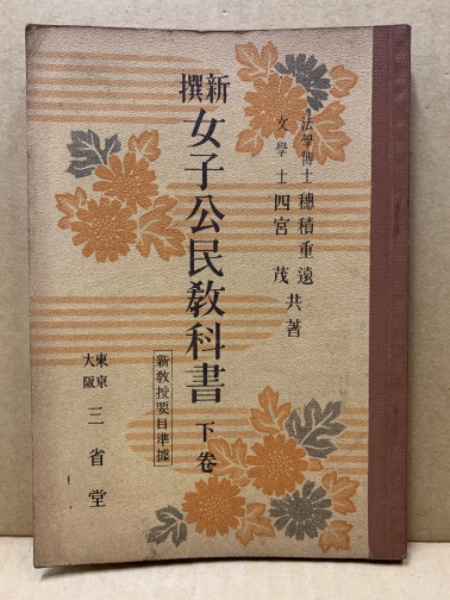 法學博士 穗積重遠
文學士 四宮茂 共著
新撰 女子公民教科書 下卷
新教授要目準據
東京 大阪 三省堂